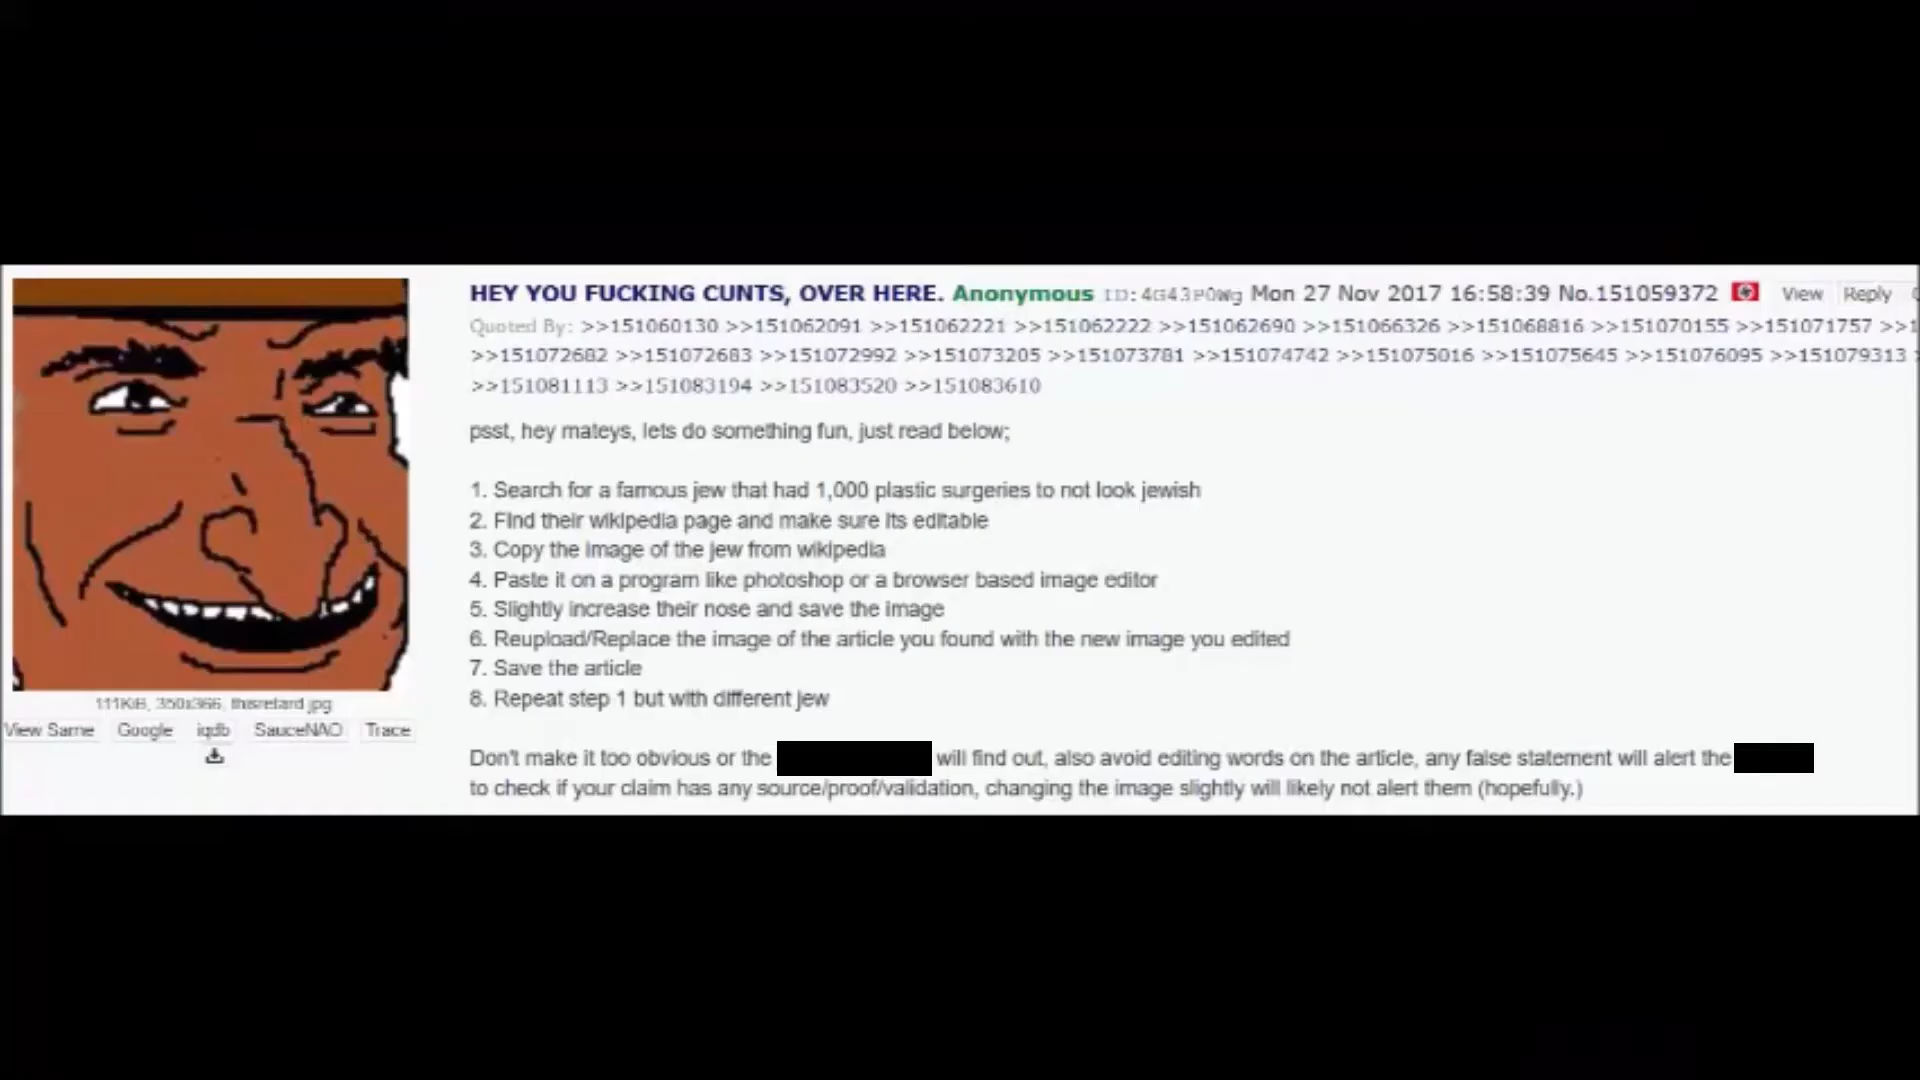 HEY YOU FUCKING CUNTS, OVER HERE. Anonymous ID:4G43P0Wg Mon 27 Nov 2017 16:58:39 No.151059372 View Reply
Quoted By: >>151060130 >>151062091 >>151062221 >>151062222 >>151062690 >>151066326 >>151068816 >>151070155 >>151071757 >>1
>>151072682 >>151072683 >>151072992 >>151073205 >>151073781 >>151074742 >>151075016 >>151075645 >>151076095 >>151079313
>>151081113 >>151083194 >>151083520 >>151083610
psst, hey mateys, lets do something fun, just read below;
1. Search for a famous jew that had 1,000 plastic surgeries to not look jewish
2. Find their wikipedia page and make sure its editable
3. Copy the image of the jew from wikipedia
4. Paste it on a program like photoshop or a browser based image editor
5. Slightly increase their nose and save the image
6. Reupload/Replace the image of the article you found with the new image you edited
7. Save the article
8. Repeat step 1 but with different jew
Don't make it too obvious or the will find out, also avoid editing words on the article, any false statement will alert the
to check if your claim has any source/proof/validation, changing the image slightly will likely not alert them (hopefully.)
111KiB, 350x366, thisretard.jpg
View Same Google iqdb SauceNAO Trace